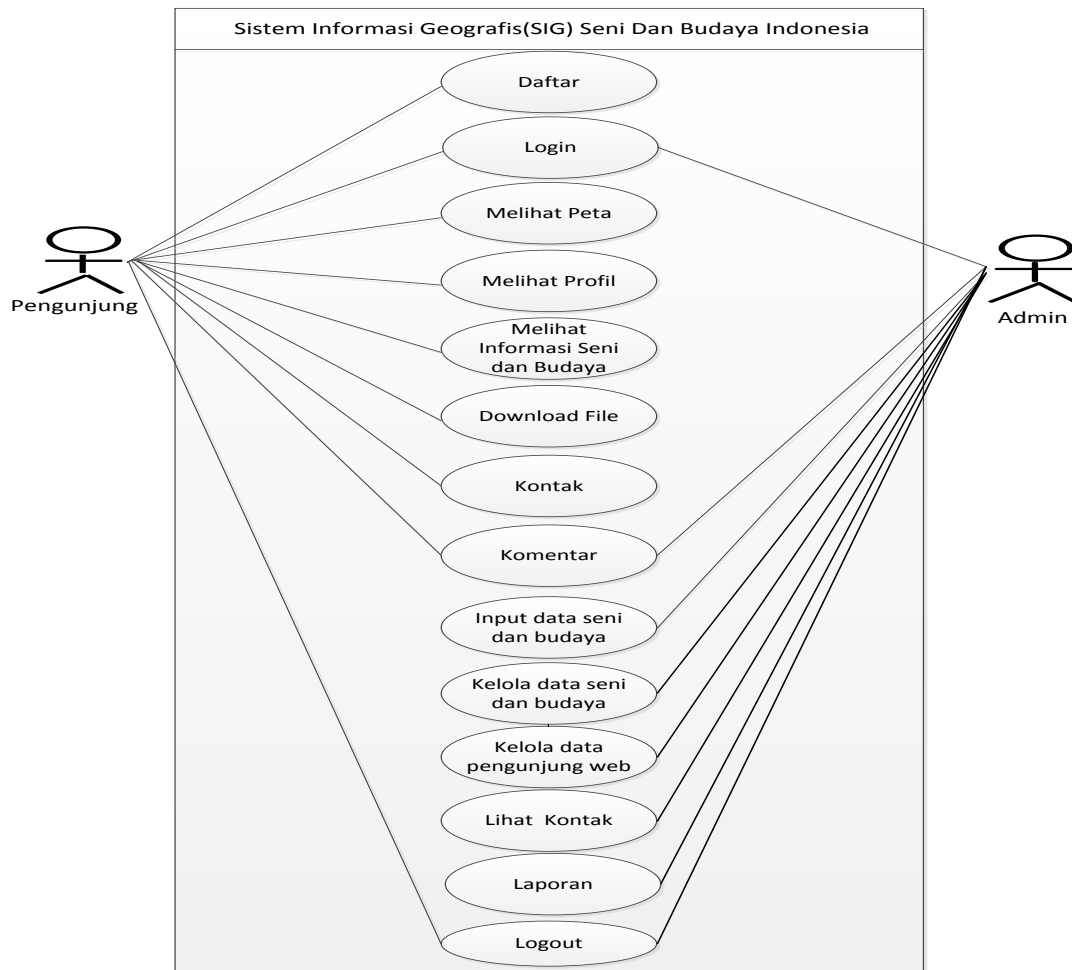 Sistem Informasi Geografis(SIG) Seni Dan Budaya Indonesia
Daftar
Login
Melihat Peta
Pengunjung
Melihat Profil
Admin
Melihat
Informasi Seni
dan Budaya
Download File
Kontak
Komentar
Input data seni
dan budaya
Kelola data seni
dan budaya
Kelola data
pengunjung web
Lihat Kontak
Laporan
Logout